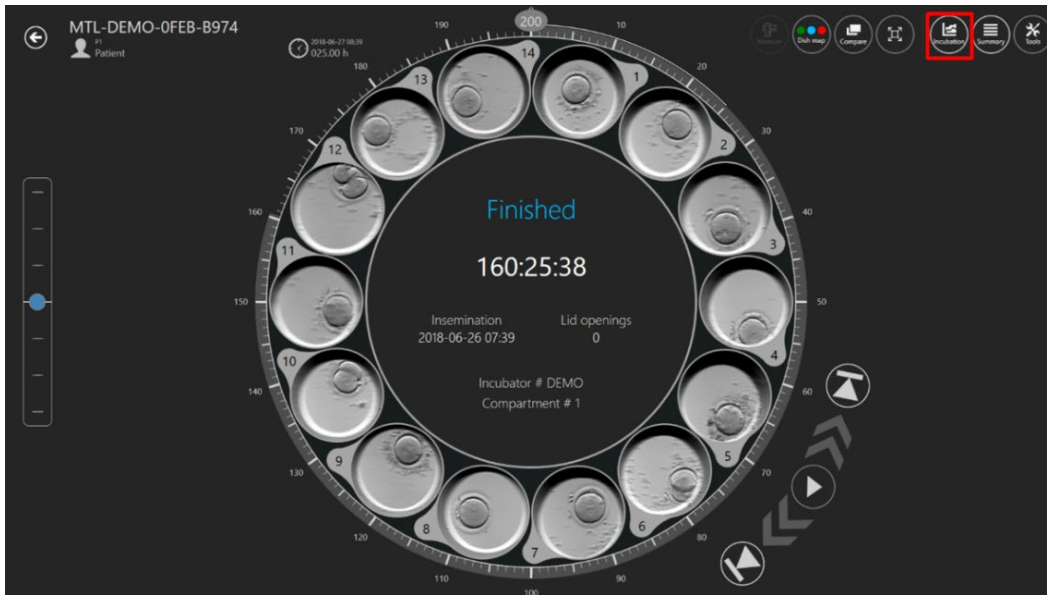 MTL-DEMO-0FEB-B974
P1
Patient
2018-06-27 08:39
025.00 h
Measure
Dish map
Compare
Incubation
Summary
Tools
200
10
20
30
40
50
60
70
80
90
100
110
120
130
140
150
160
170
180
190
1
2
3
4
5
6
7
8
9
10
11
12
13
14
Finished
160:25:38
Insemination
2018-06-26 07:39
Lid openings
0
Incubator # DEMO
Compartment # 1